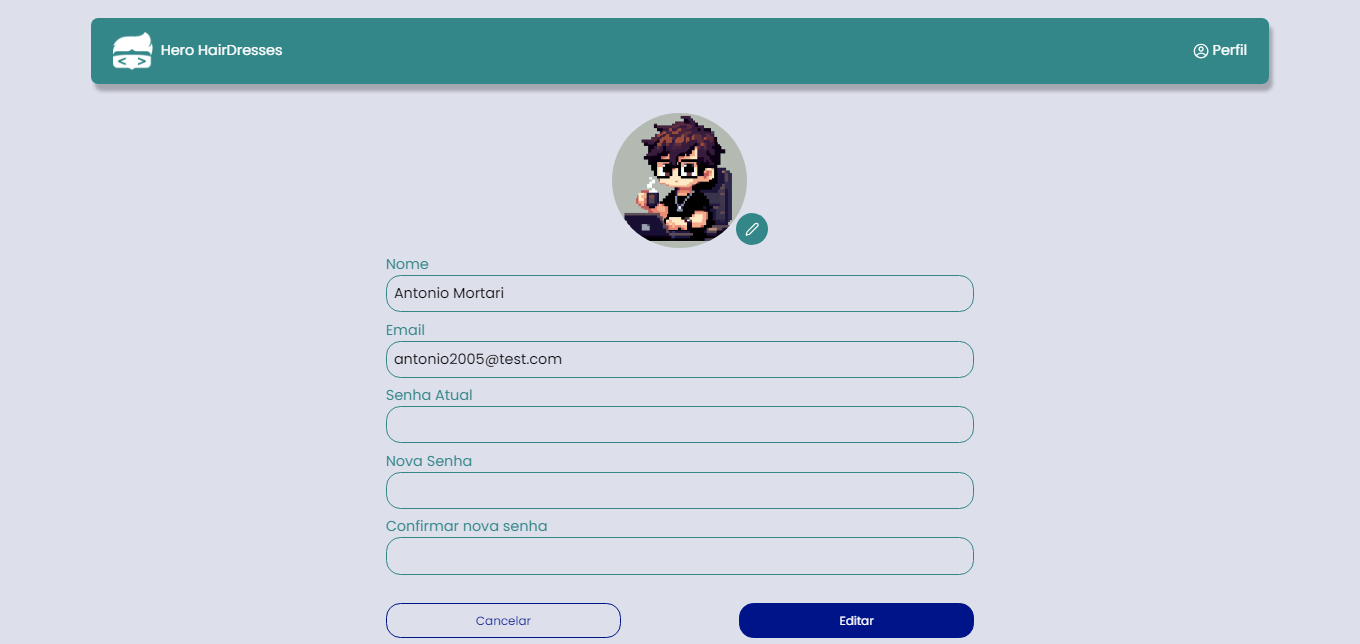 Hero HairDresses
Perfil
Nome
Antonio Mortari
Email
antonio2005@test.com
Senha Atual
Nova Senha
Confirmar nova senha
Cancelar
Editar